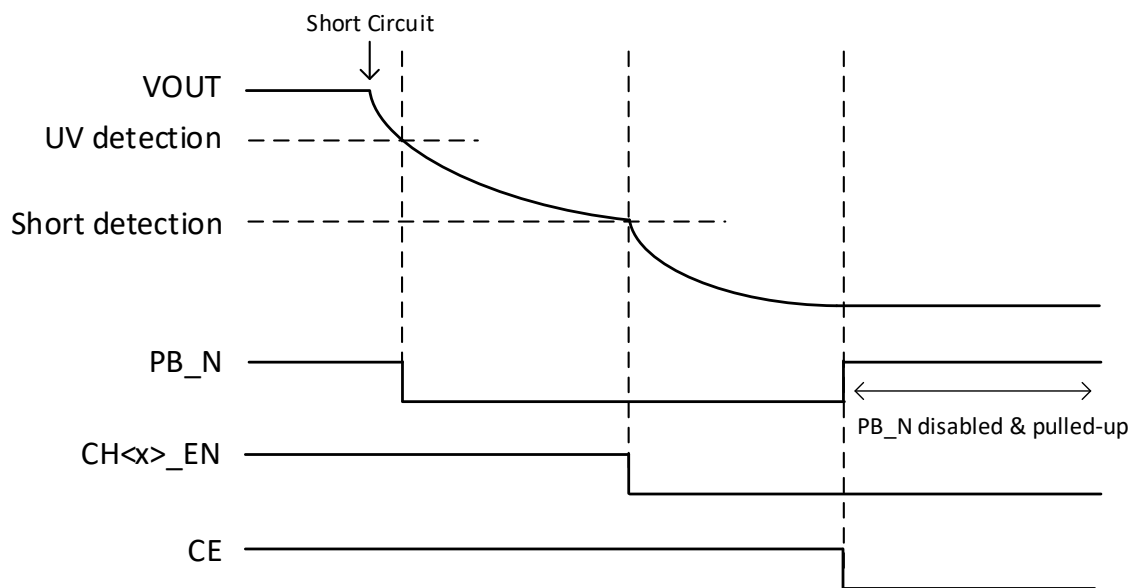 Short Circuit
VOUT
UV detection
Short detection
PB_N
PB_N disabled & pulled-up
CH<x>_EN
CE